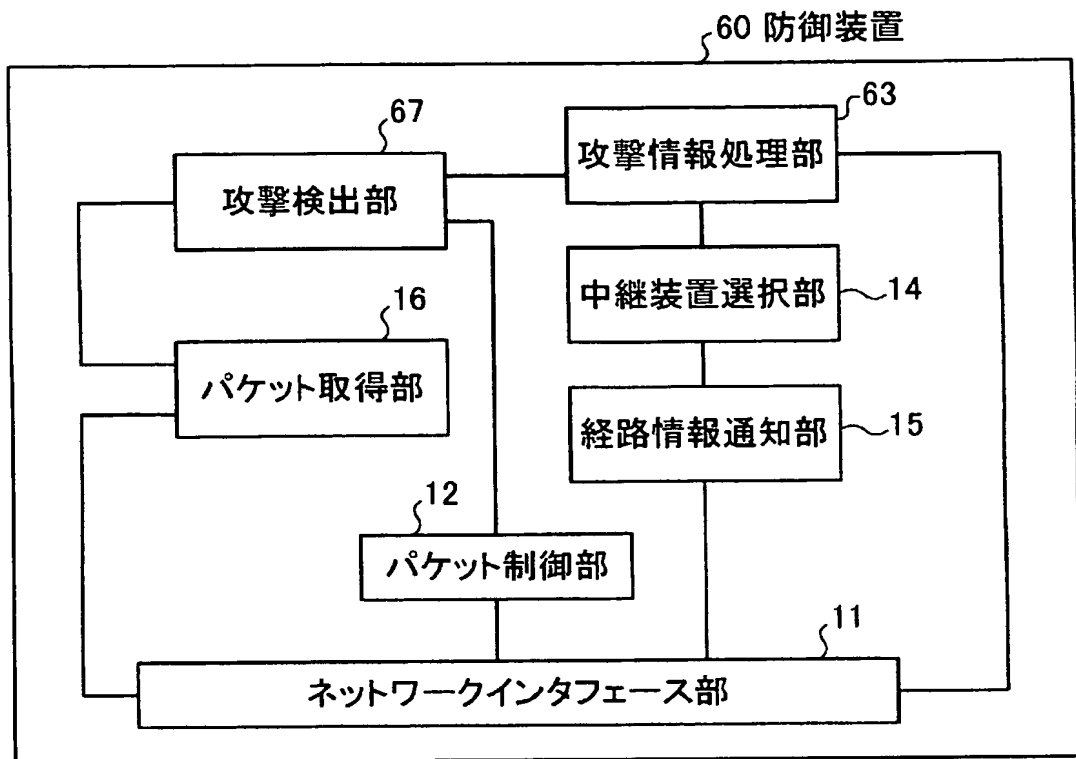 60 防御装置
67
63
攻撃検出部
攻撃情報処理部
16
パケット取得部
中継装置選択部
14
経路情報通知部
15
12
パケット制御部
11
ネットワークインタフェース部